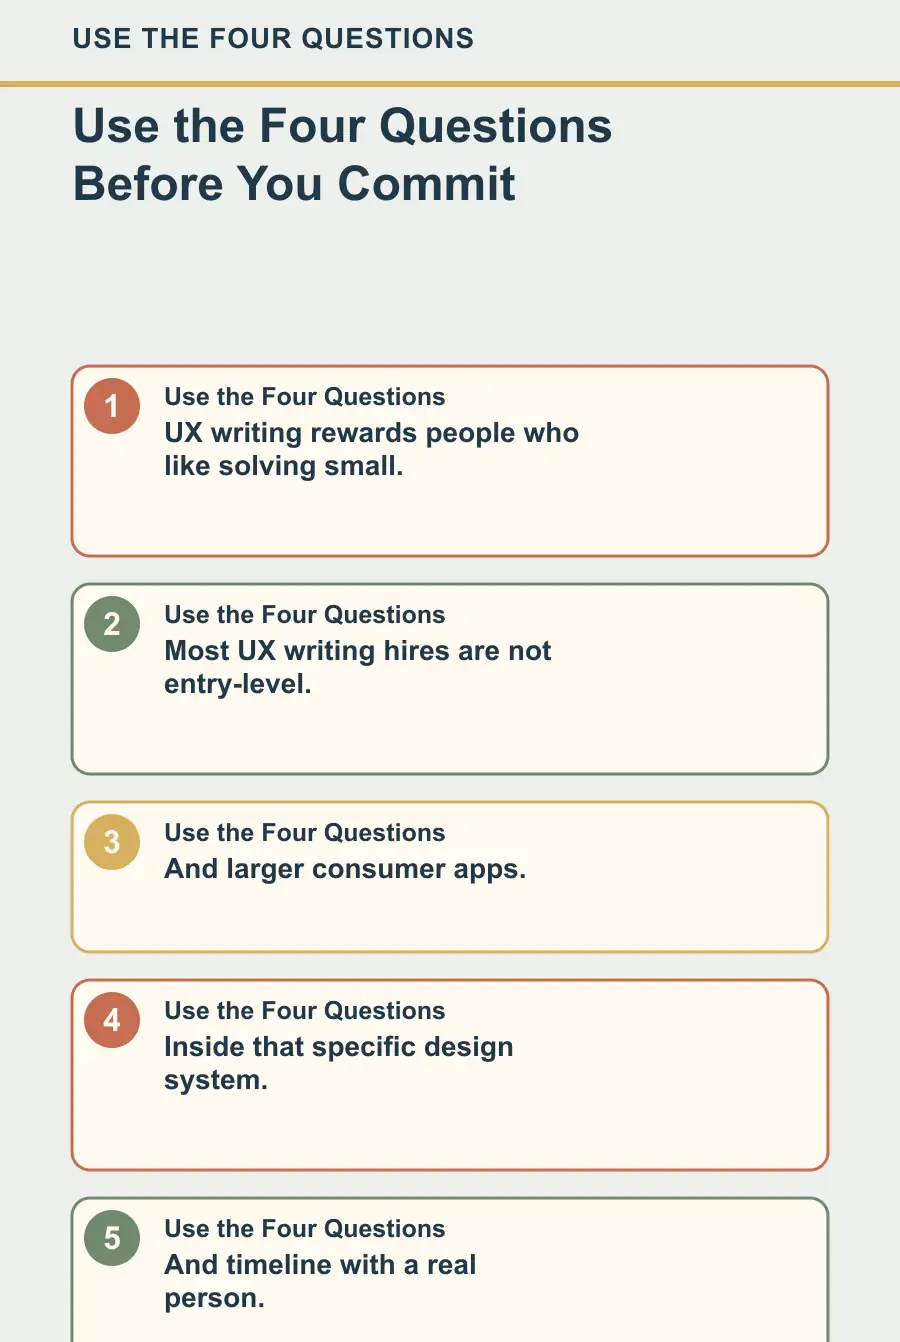 USE THE FOUR QUESTIONS
Use the Four Questions
Before You Commit
1
Use the Four Questions
UX writing rewards people who
like solving small.
2
Use the Four Questions
Most UX writing hires are not
entry-level.
3
Use the Four Questions
And larger consumer apps.
4
Use the Four Questions
Inside that specific design
system.
5
Use the Four Questions
And timeline with a real
person.